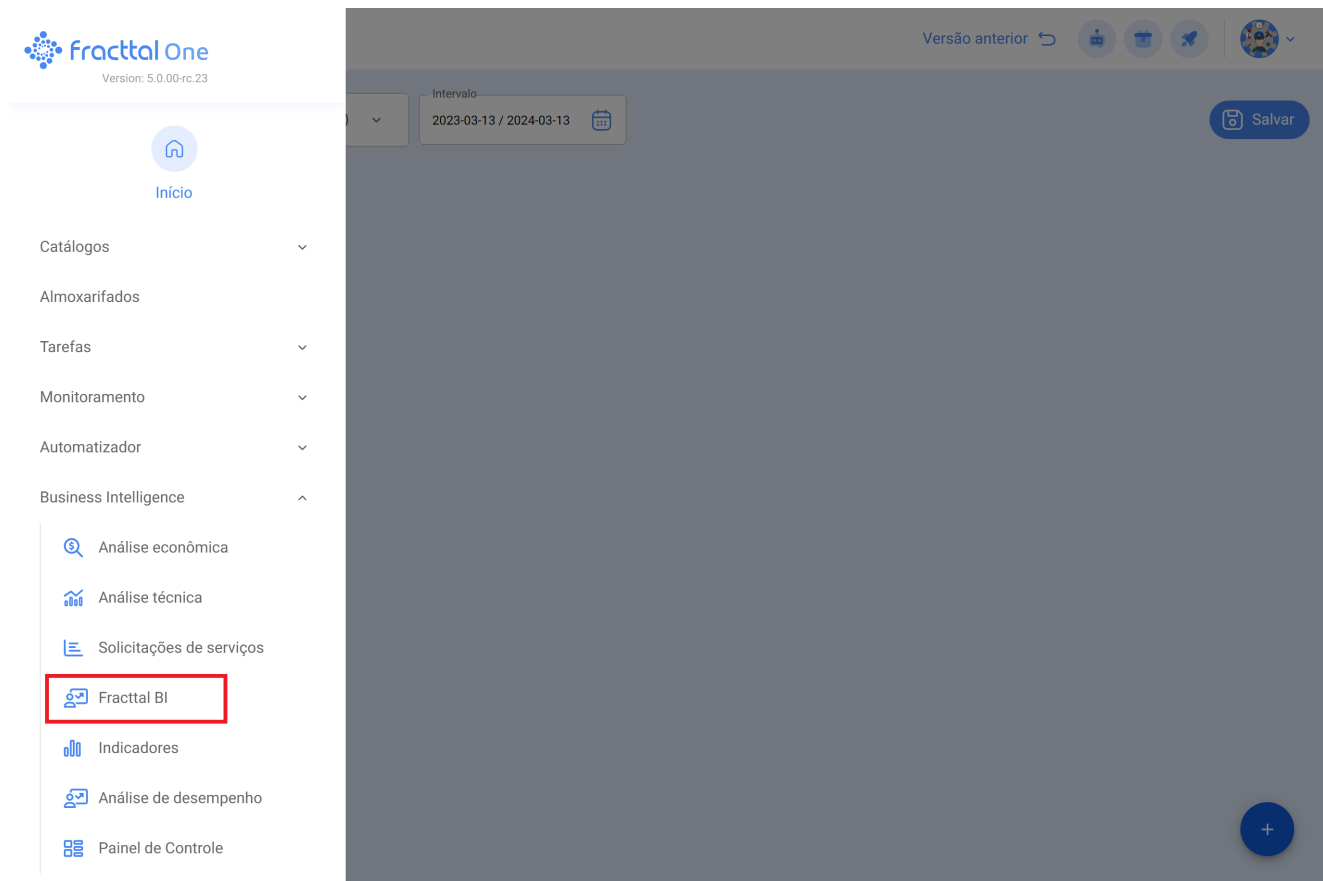 fracttal One
Version: 5.0.00-rc.23
Versão anterior
Intervalo
) 2023-03-13 / 2024-03-13
Salvar
Início
Catálogos
Almoxarifados
Tarefas
Monitoramento
Automatizador
Business Intelligence
Análise econômica
Análise técnica
Solicitações de serviços
Fracttal BI
Indicadores
Análise de desempenho
Painel de Controle
+